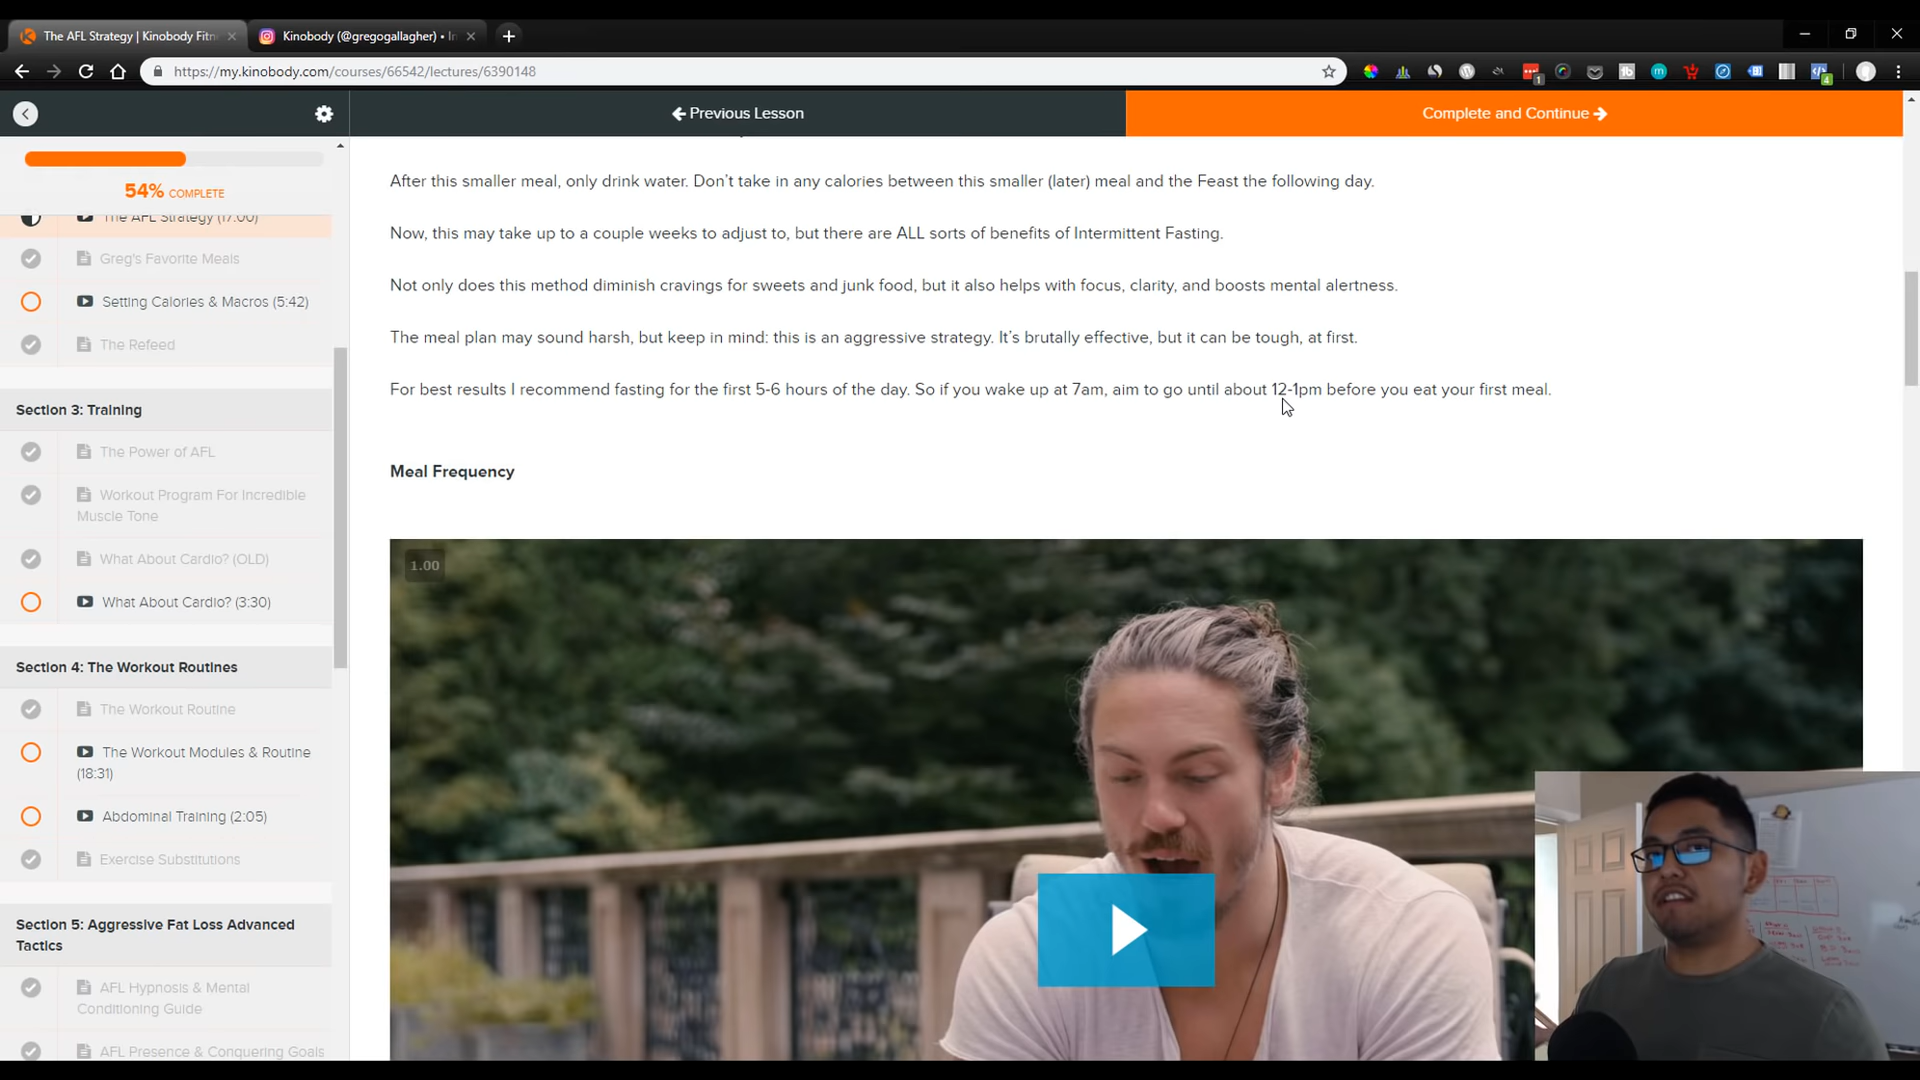 The AFL Strategy | Kinobody Fitn
Kinobody (@gregogallagher) • In
https://my.kinobody.com/courses/66542/lectures/6390148
1
4
Previous Lesson
Complete and Continue
54% COMPLETE
The AFL Strategy (17:00)
Greg's Favorite Meals
Setting Calories & Macros (5:42)
The Refeed
Section 3: Training
The Power of AFL
Workout Program For Incredible
Muscle Tone
What About Cardio? (OLD)
What About Cardio? (3:30)
Section 4: The Workout Routines
The Workout Routine
The Workout Modules & Routine
(18:31)
Abdominal Training (2:05)
Exercise Substitutions
Section 5: Aggressive Fat Loss Advanced
Tactics
AFL Hypnosis & Mental
Conditioning Guide
AFL Presence & Conquering Goals
After this smaller meal, only drink water. Don't take in any calories between this smaller (later) meal and the Feast the following day.
Now, this may take up to a couple weeks to adjust to, but there are ALL sorts of benefits of Intermittent Fasting.
Not only does this method diminish cravings for sweets and junk food, but it also helps with focus, clarity, and boosts mental alertness.
The meal plan may sound harsh, but keep in mind: this is an aggressive strategy. It's brutally effective, but it can be tough, at first.
For best results I recommend fasting for the first 5-6 hours of the day. So if you wake up at 7am, aim to go until about 12-1pm before you eat your first meal.
Meal Frequency
1.00